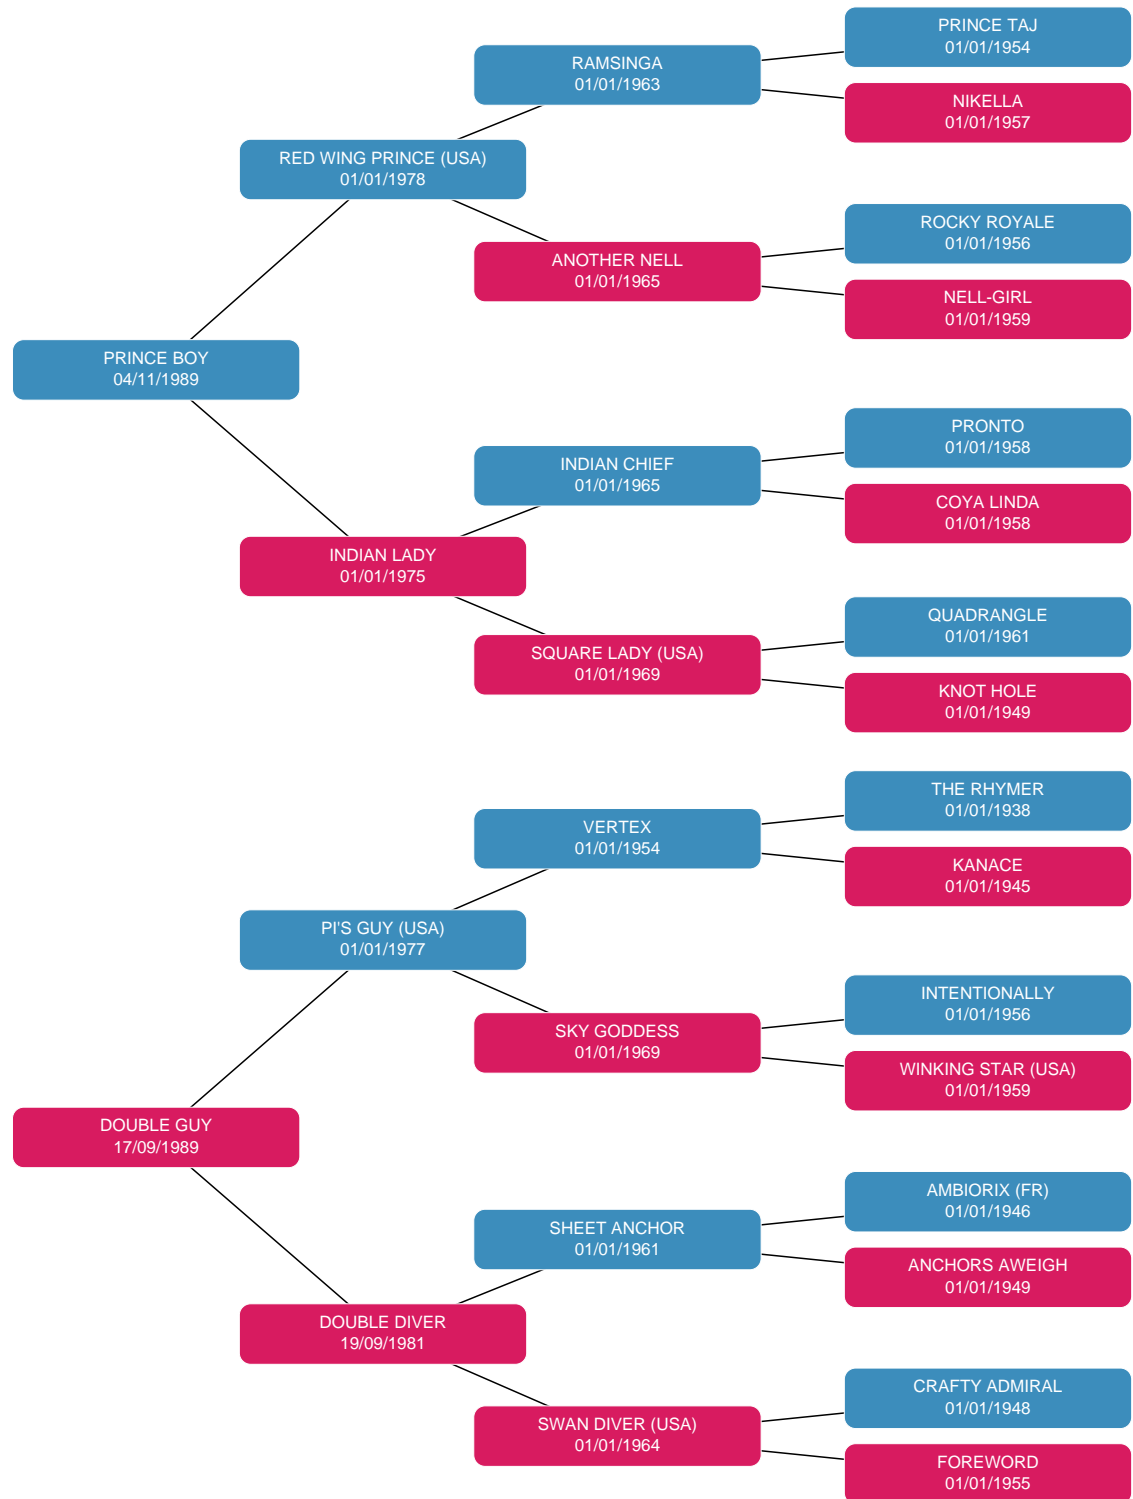 PRINCE TAJ
01/01/1954
RAMSINGA
01/01/1963
NIKELLA
01/01/1957
RED WING PRINCE (USA)
01/01/1978
ROCKY ROYALE
01/01/1956
ANOTHER NELL
01/01/1965
NELL-GIRL
01/01/1959
PRINCE BOY
04/11/1989
PRONTO
01/01/1958
INDIAN CHIEF
01/01/1965
COYA LINDA
01/01/1958
INDIAN LADY
01/01/1975
QUADRANGLE
01/01/1961
SQUARE LADY (USA)
01/01/1969
KNOT HOLE
01/01/1949
THE RHYMER
01/01/1938
VERTEX
01/01/1954
KANACE
01/01/1945
PI'S GUY (USA)
01/01/1977
INTENTIONALLY
01/01/1956
SKY GODDESS
01/01/1969
WINKING STAR (USA)
01/01/1959
DOUBLE GUY
17/09/1989
AMBIORIX (FR)
01/01/1946
SHEET ANCHOR
01/01/1961
ANCHORS AWEIGH
01/01/1949
DOUBLE DIVER
19/09/1981
CRAFTY ADMIRAL
01/01/1948
SWAN DIVER (USA)
01/01/1964
FOREWORD
01/01/1955